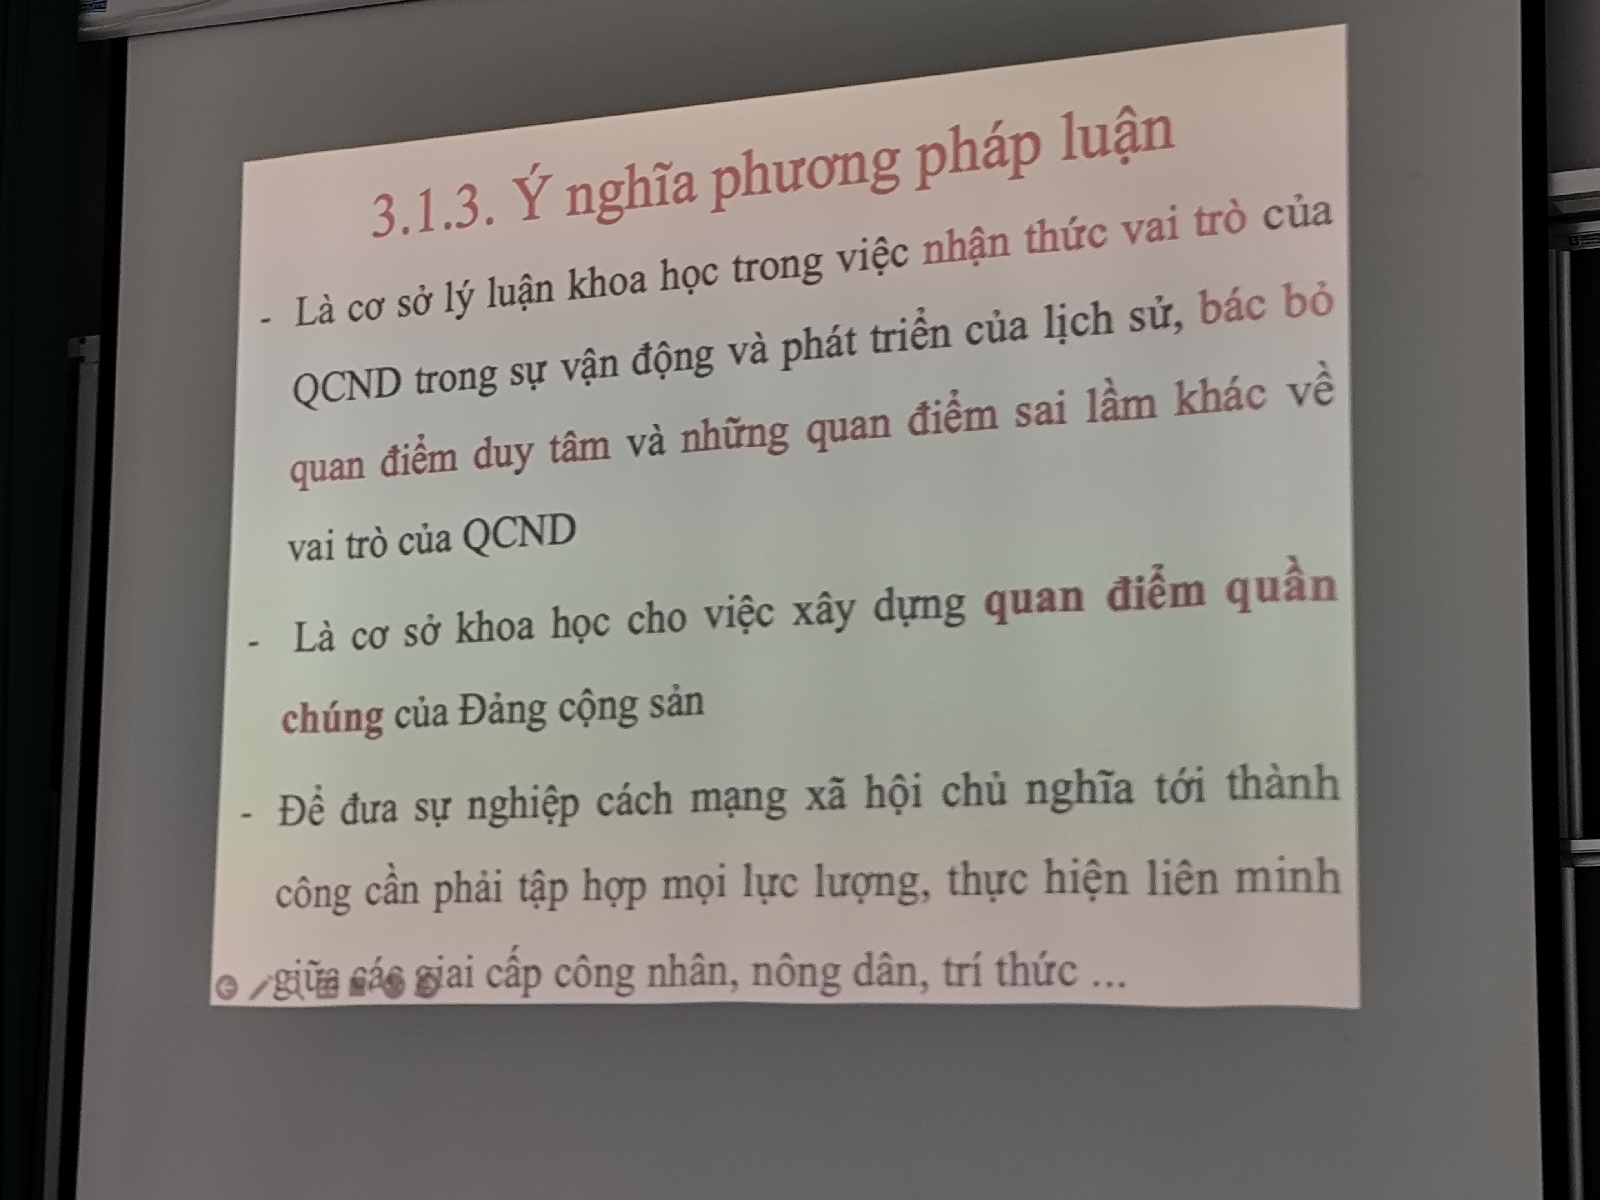 3.1.3. Ý nghĩa phương pháp luận
- Là cơ sở lý luận khoa học trong việc nhận thức vai trò của
QCND trong sự vận động và phát triển của lịch sử, bác bỏ
quan điểm duy tâm và những quan điểm sai lầm khác về
vai trò của QCND
- Là cơ sở khoa học cho việc xây dựng quan điểm quần
chúng của Đảng cộng sản
- Để đưa sự nghiệp cách mạng xã hội chủ nghĩa tới thành
công cần phải tập hợp mọi lực lượng, thực hiện liên minh
giữa các giai cấp công nhân, nông dân, trí thức ...